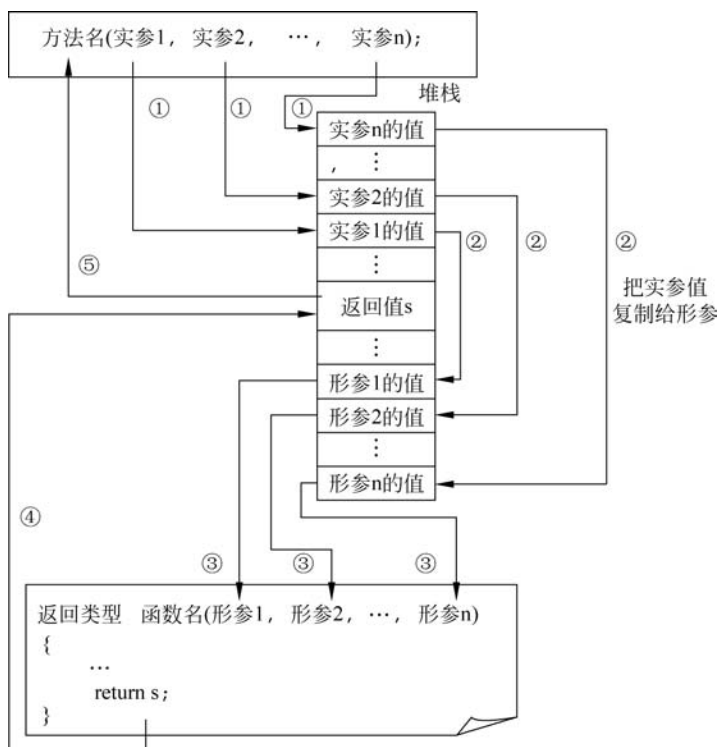 方法名(实参1, 实参2, …, 实参n);
堆栈
① ① ①
实参n的值
, ⋮
实参2的值
实参1的值
② ② ②
⋮
⑤
把实参值
复制给形参
返回值s
⋮
形参1的值
形参2的值
⋮
形参n的值
④
③ ③ ③
返回类型 函数名(形参1, 形参2, …, 形参n)
{
…
return s;
}